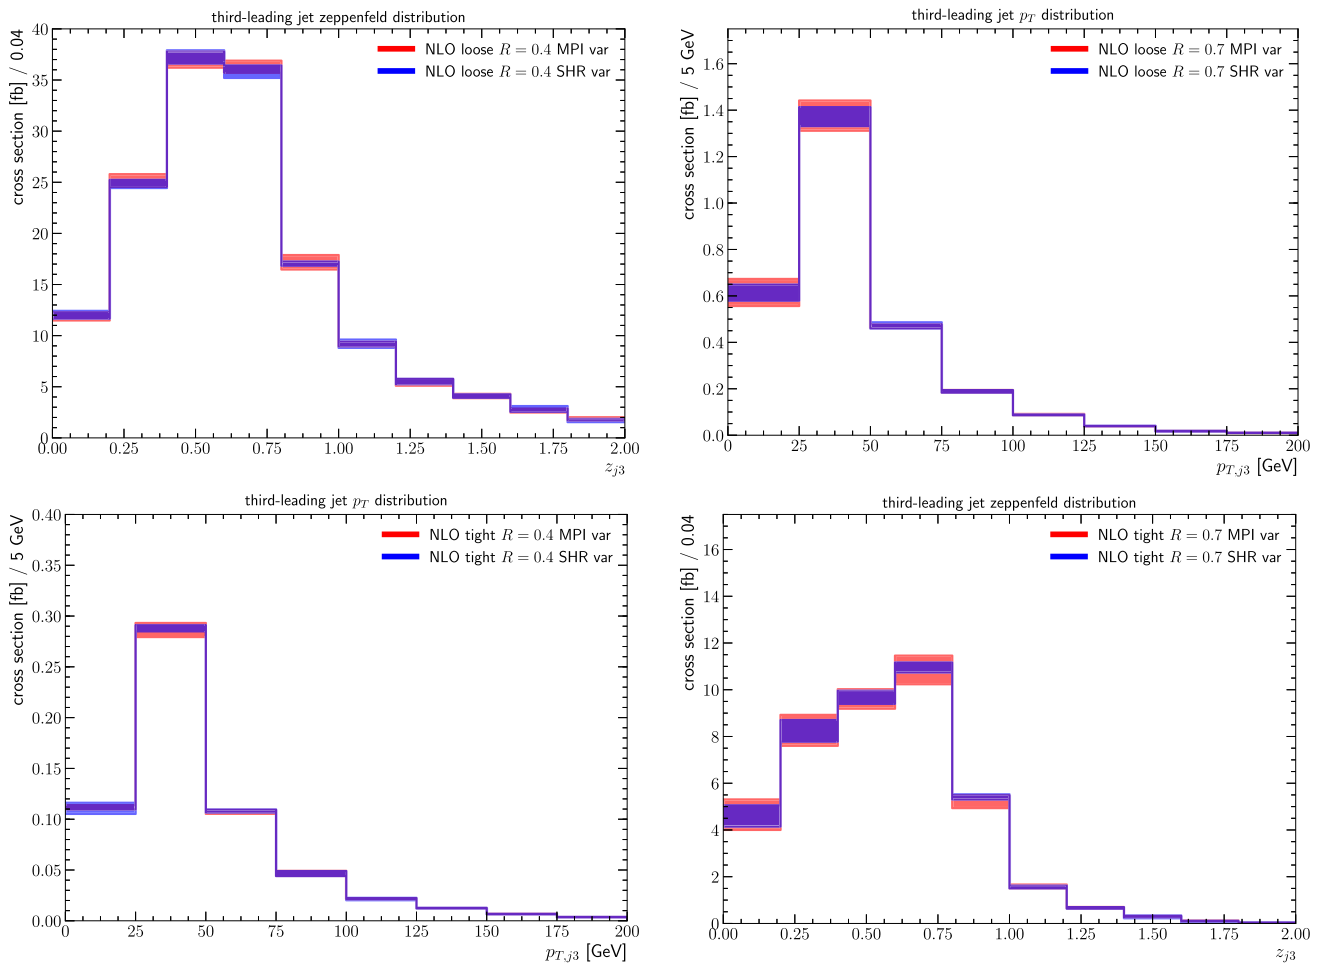 third-leading jet zeppenfeld distribution
cross section [fb] / 0.04
NLO loose R = 0.4 MPI var
NLO loose R = 0.4 SHR var
40
35
30
25
20
15
10
5
0
0.00 0.25 0.50 0.75 1.00 1.25 1.50 1.75 2.00
z_{j3}
third-leading jet p_T distribution
cross section [fb] / 5 GeV
NLO loose R = 0.7 MPI var
NLO loose R = 0.7 SHR var
1.6
1.4
1.2
1.0
0.8
0.6
0.4
0.2
0.0
0 25 50 75 100 125 150 175 200
p_{T,j3} [GeV]
third-leading jet p_T distribution
cross section [fb] / 5 GeV
NLO tight R = 0.4 MPI var
NLO tight R = 0.4 SHR var
0.40
0.35
0.30
0.25
0.20
0.15
0.10
0.05
0.00
0 25 50 75 100 125 150 175 200
p_{T,j3} [GeV]
third-leading jet zeppenfeld distribution
cross section [fb] / 0.04
NLO tight R = 0.7 MPI var
NLO tight R = 0.7 SHR var
16
14
12
10
8
6
4
2
0
0.00 0.25 0.50 0.75 1.00 1.25 1.50 1.75 2.00
z_{j3}